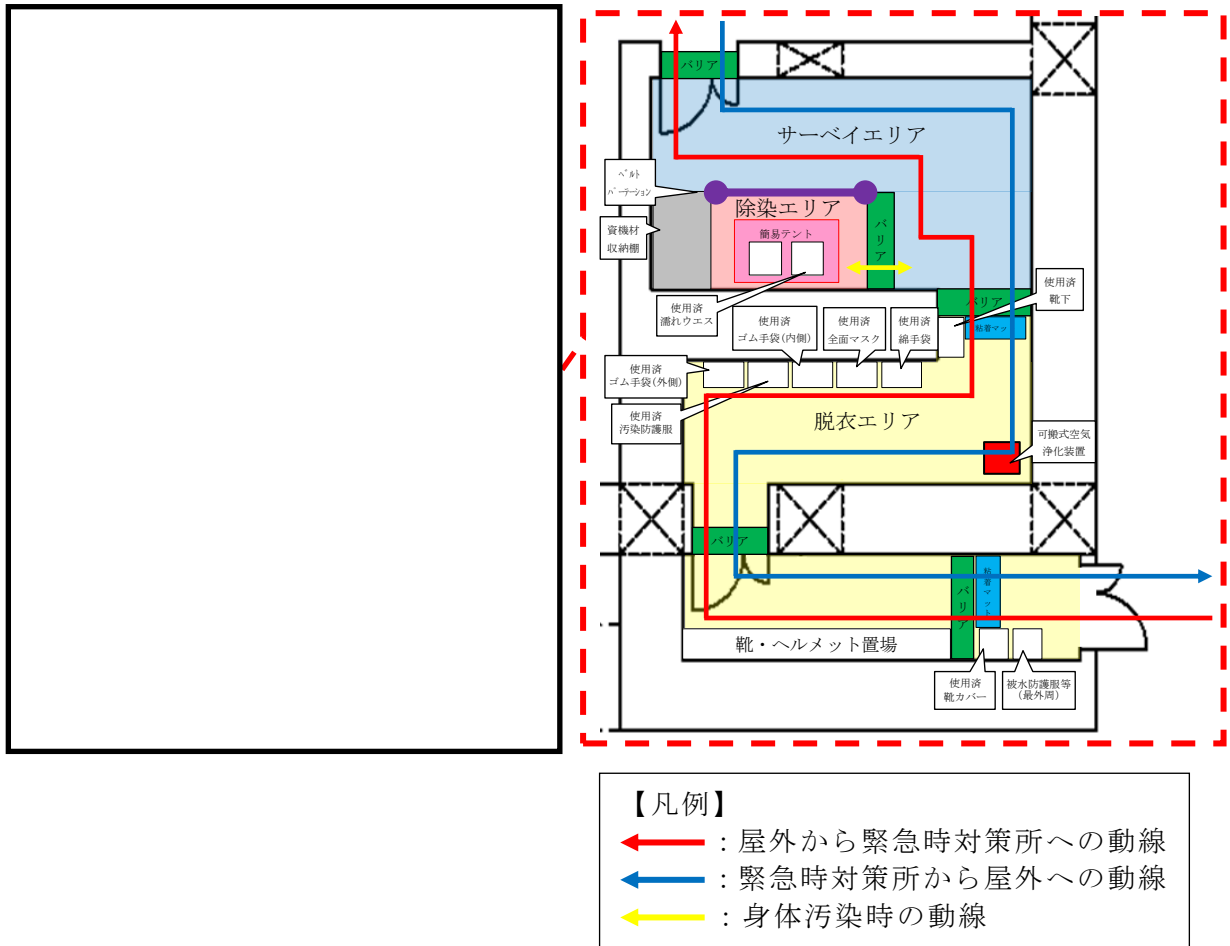 バリア
サーベイエリア
ベルト
パーテーション
除染エリア
資機材
収納棚
簡易テント
バリア
使用済
靴下
バリア
使用済
濡れウエス
使用済
ゴム手袋(内側)
使用済
全面マスク
使用済
綿手袋
粘着マッ
使用済
ゴム手袋(外側)
使用済
汚染防護服
脱衣エリア
可搬式空気
浄化装置
バリア
バリア
粘着マット
靴・ヘルメット置場
使用済
靴カバー
被水防護服等
(最外周)
【凡例】
：屋外から緊急時対策所への動線
：緊急時対策所から屋外への動線
：身体汚染時の動線